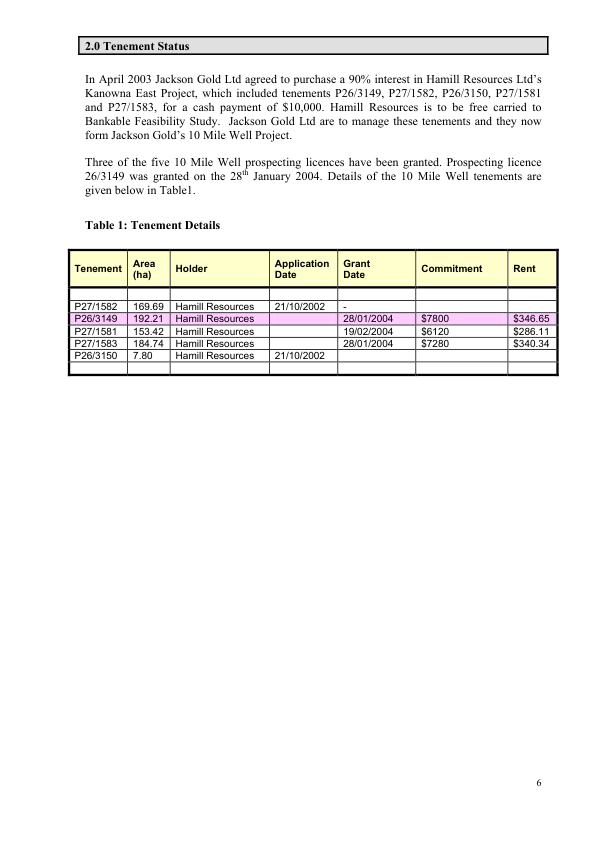 2.0 Tenement Status
In April 2003 Jackson Gold Ltd agreed to purchase a 90% interest in Hamill Resources Ltd's
Kanowna East Project, which included tenements P26/3149, P27/1582, P26/3150, P27/1581
and P27/1583, for a cash payment of $10,000. Hamill Resources is to be free carried to
Bankable Feasibility Study.  Jackson Gold Ltd are to manage these tenements and they now
form Jackson Gold's 10 Mile Well Project.
Three of the five 10 Mile Well prospecting licences have been granted. Prospecting licence
26/3149 was granted on the 28th January 2004. Details of the 10 Mile Well tenements are
given below in Table1.
Table 1: Tenement Details
Tenement Area (ha) Holder Application Date Grant Date Commitment Rent
P27/1582 169.69 Hamill Resources 21/10/2002 -
P26/3149 192.21 Hamill Resources 28/01/2004 $7800 $346.65
P27/1581 153.42 Hamill Resources 19/02/2004 $6120 $286.11
P27/1583 184.74 Hamill Resources 28/01/2004 $7280 $340.34
P26/3150 7.80 Hamill Resources 21/10/2002
6